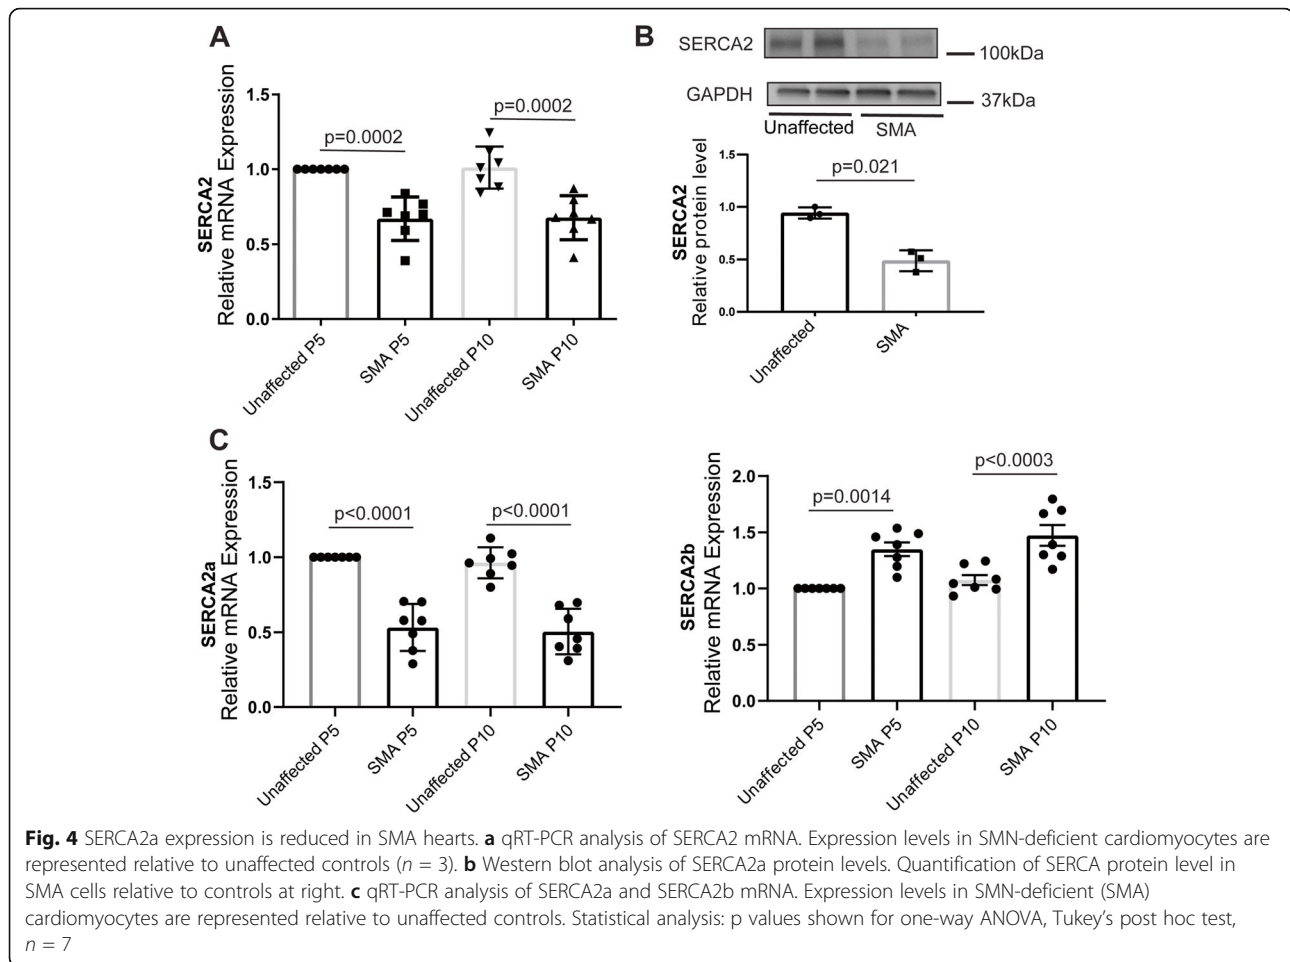 A
SERCA2
Relative mRNA Expression
1.5
1.0
0.5
0.0
p=0.0002
p=0.0002
Unaffected P5
SMA P5
Unaffected P10
SMA P10
B
SERCA2
100kDa
GAPDH
37kDa
Unaffected
SMA
SERCA2
Relative protein level
1.5
1.0
0.5
0.0
p=0.021
Unaffected
SMA
C
SERCA2a
Relative mRNA Expression
1.5
1.0
0.5
0.0
p<0.0001
p<0.0001
Unaffected P5
SMA P5
Unaffected P10
SMA P10
SERCA2b
Relative mRNA Expression
2.0
1.5
1.0
0.5
0.0
p=0.0014
p<0.0003
Unaffected P5
SMA P5
Unaffected P10
SMA P10
Fig. 4 SERCA2a expression is reduced in SMA hearts. a qRT-PCR analysis of SERCA2 mRNA. Expression levels in SMN-deficient cardiomyocytes are
represented relative to unaffected controls (n = 3). b Western blot analysis of SERCA2a protein levels. Quantification of SERCA protein level in
SMA cells relative to controls at right. c qRT-PCR analysis of SERCA2a and SERCA2b mRNA. Expression levels in SMN-deficient (SMA)
cardiomyocytes are represented relative to unaffected controls. Statistical analysis: p values shown for one-way ANOVA, Tukey's post hoc test,
n = 7